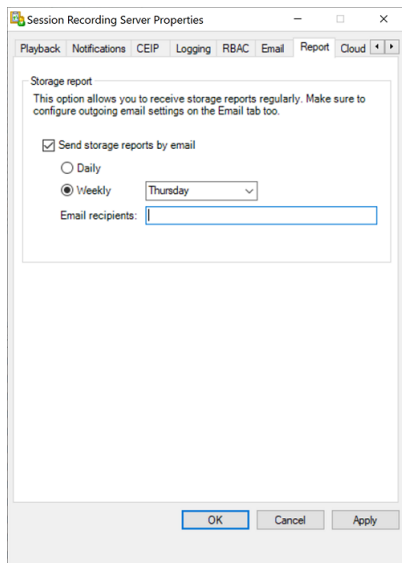 Session Recording Server Properties
Playback Notifications CEIP Logging RBAC Email Report Cloud
Storage report
This option allows you to receive storage reports regularly. Make sure to
configure outgoing email settings on the Email tab too.
Send storage reports by email
Daily
Weekly Thursday
Email recipients:
OK Cancel Apply